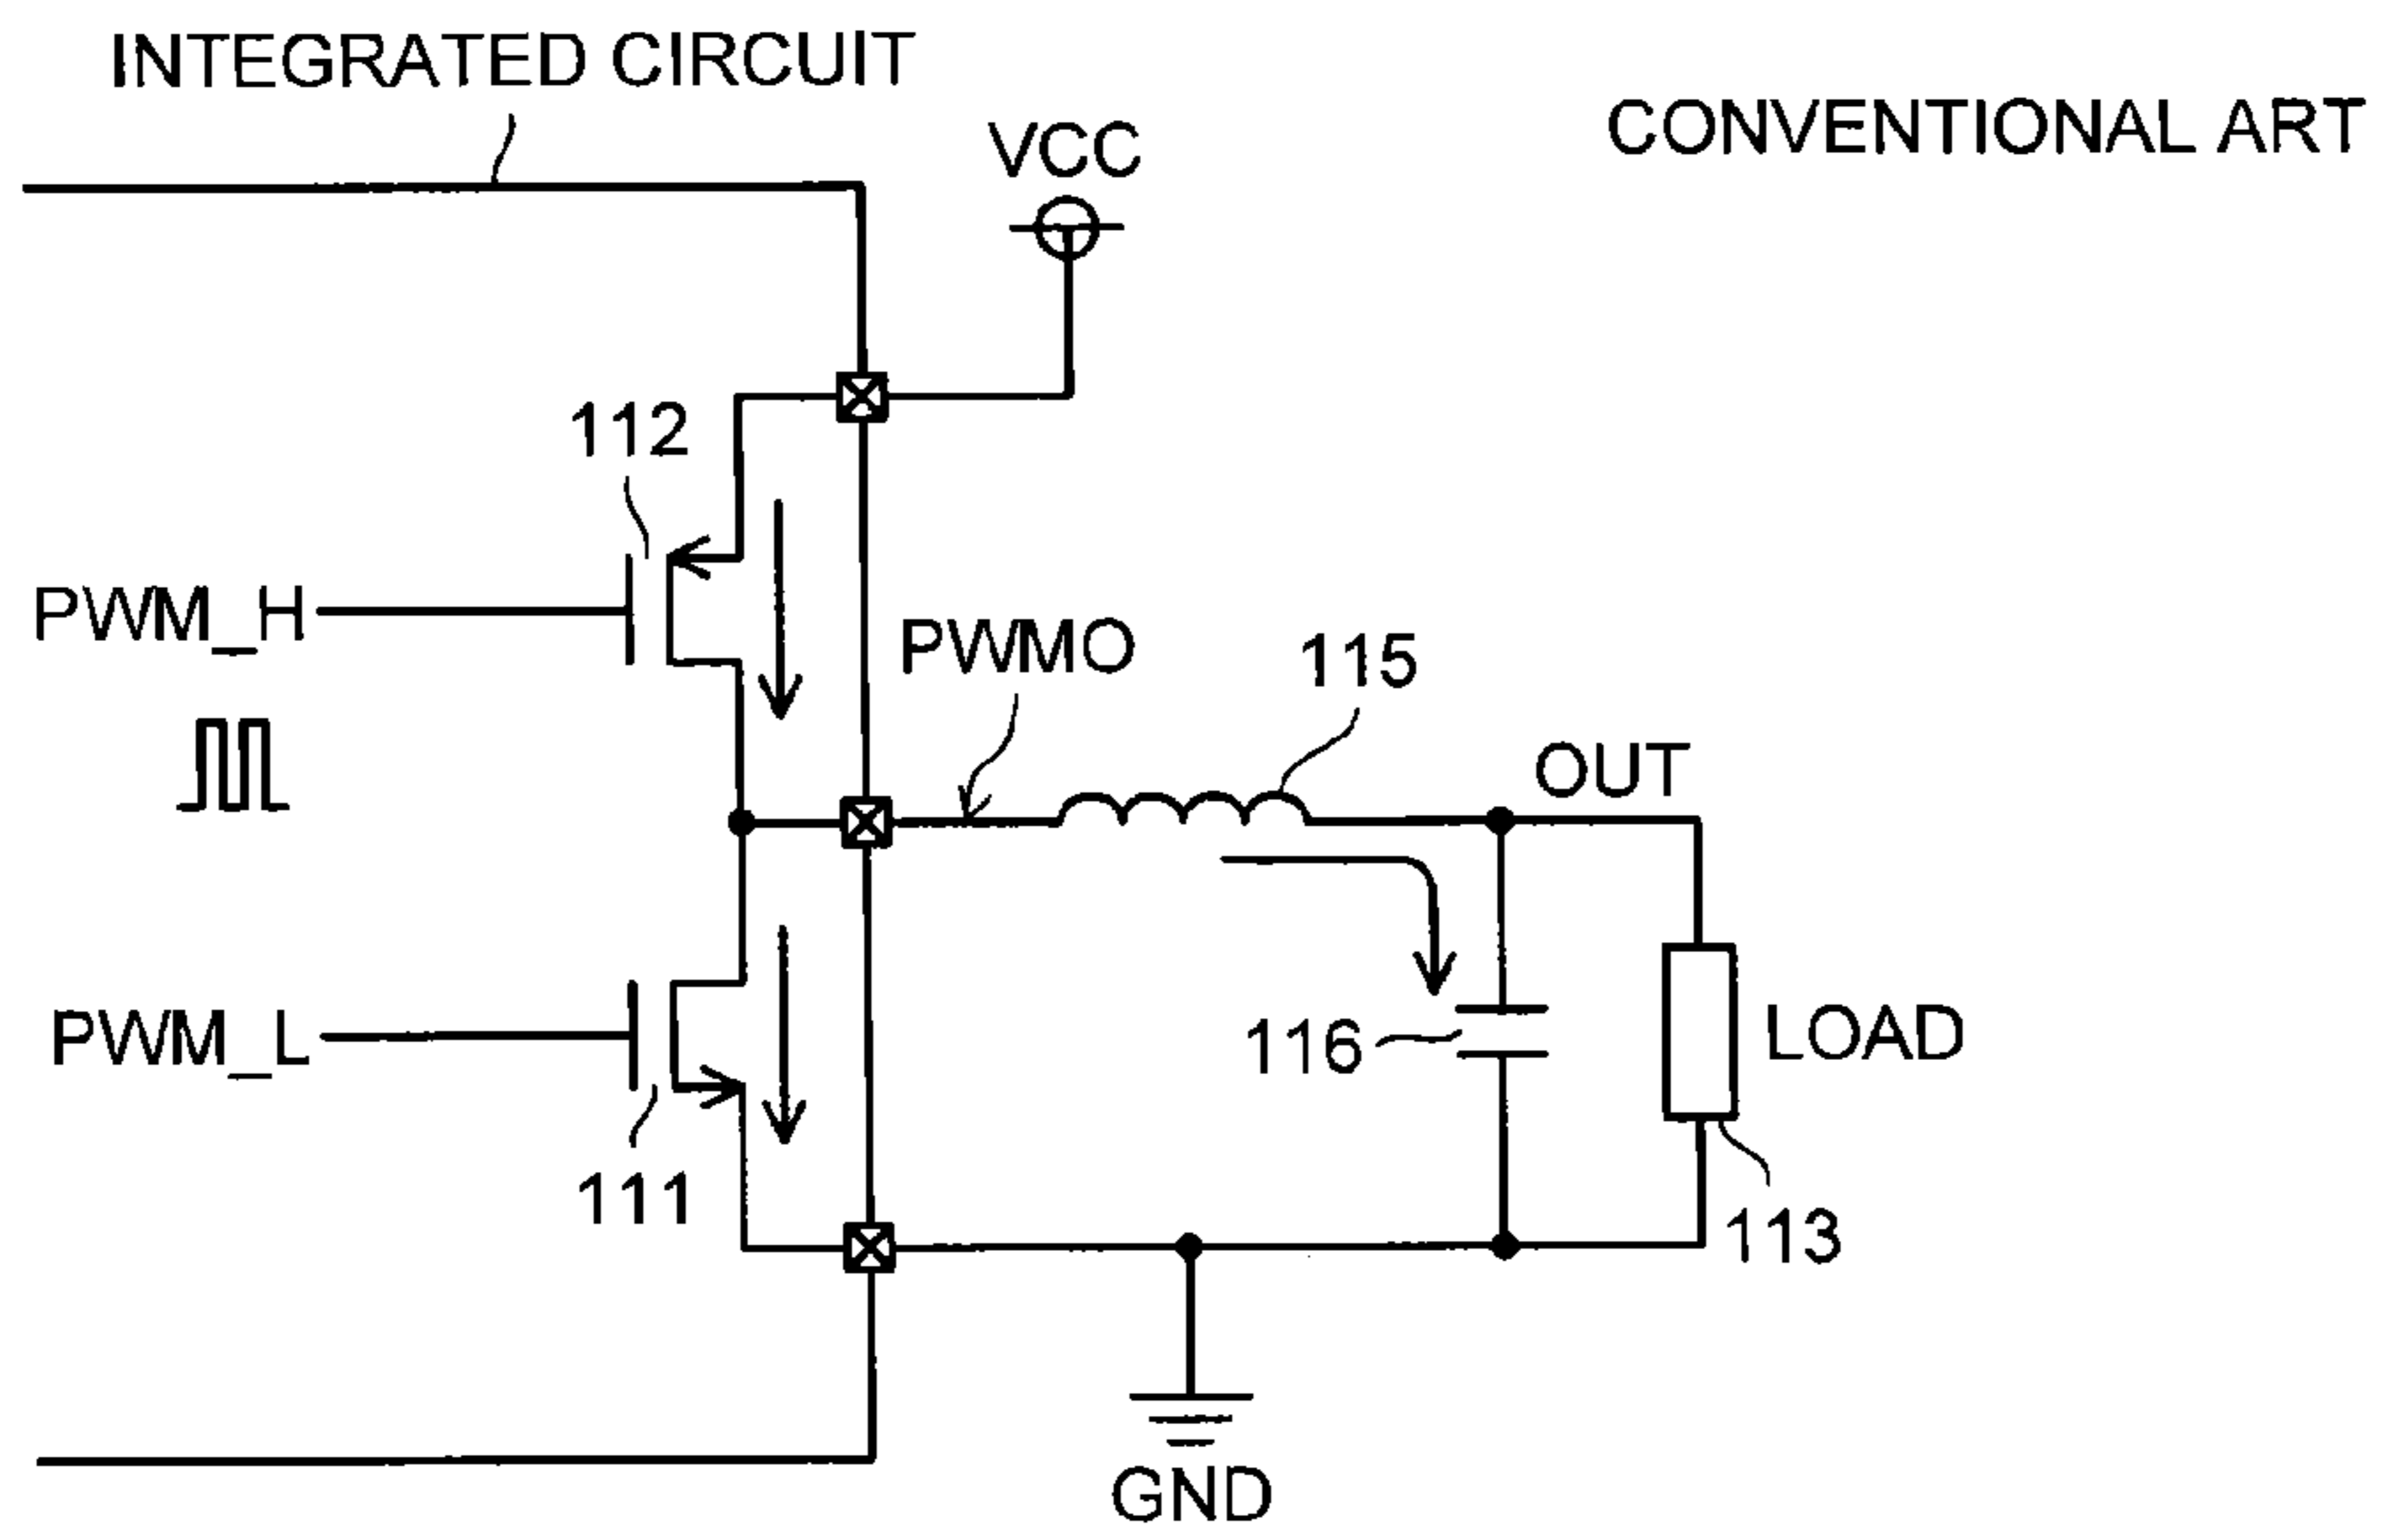 INTEGRATED CIRCUIT
CONVENTIONAL ART
VCC
112
PWM_H
PWMO
115
OUT
PWM_L
116
LOAD
111
113
GND